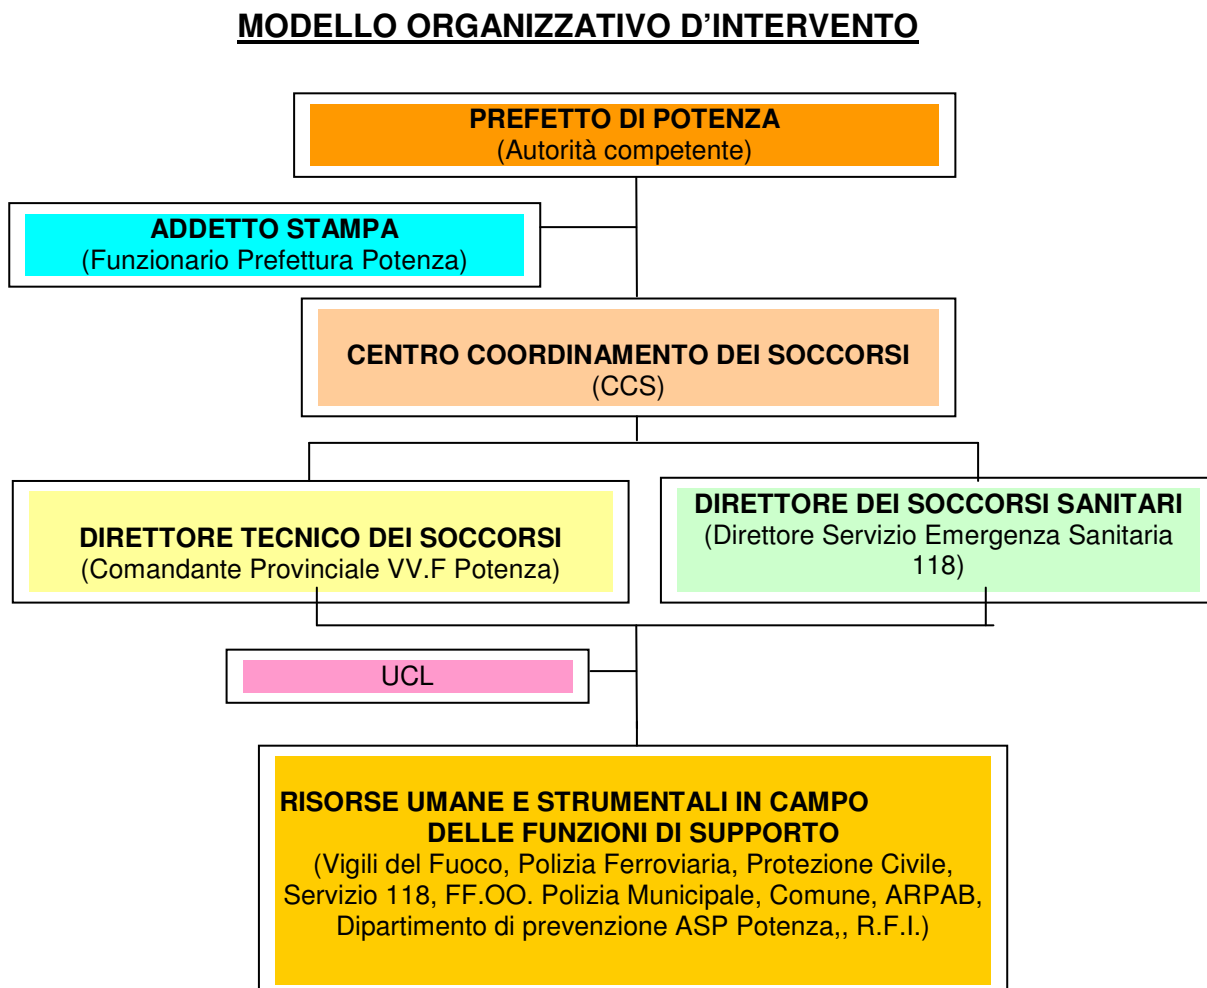 MODELLO ORGANIZZATIVO D'INTERVENTO
PREFETTO DI POTENZA
(Autorità competente)
ADDETTO STAMPA
(Funzionario Prefettura Potenza)
CENTRO COORDINAMENTO DEI SOCCORSI
(CCS)
DIRETTORE TECNICO DEI SOCCORSI
(Comandante Provinciale VV.F Potenza)
DIRETTORE DEI SOCCORSI SANITARI
(Direttore Servizio Emergenza Sanitaria
118)
UCL
RISORSE UMANE E STRUMENTALI IN CAMPO
DELLE FUNZIONI DI SUPPORTO
(Vigili del Fuoco, Polizia Ferroviaria, Protezione Civile,
Servizio 118, FF.OO. Polizia Municipale, Comune, ARPAB,
Dipartimento di prevenzione ASP Potenza,, R.F.I.)